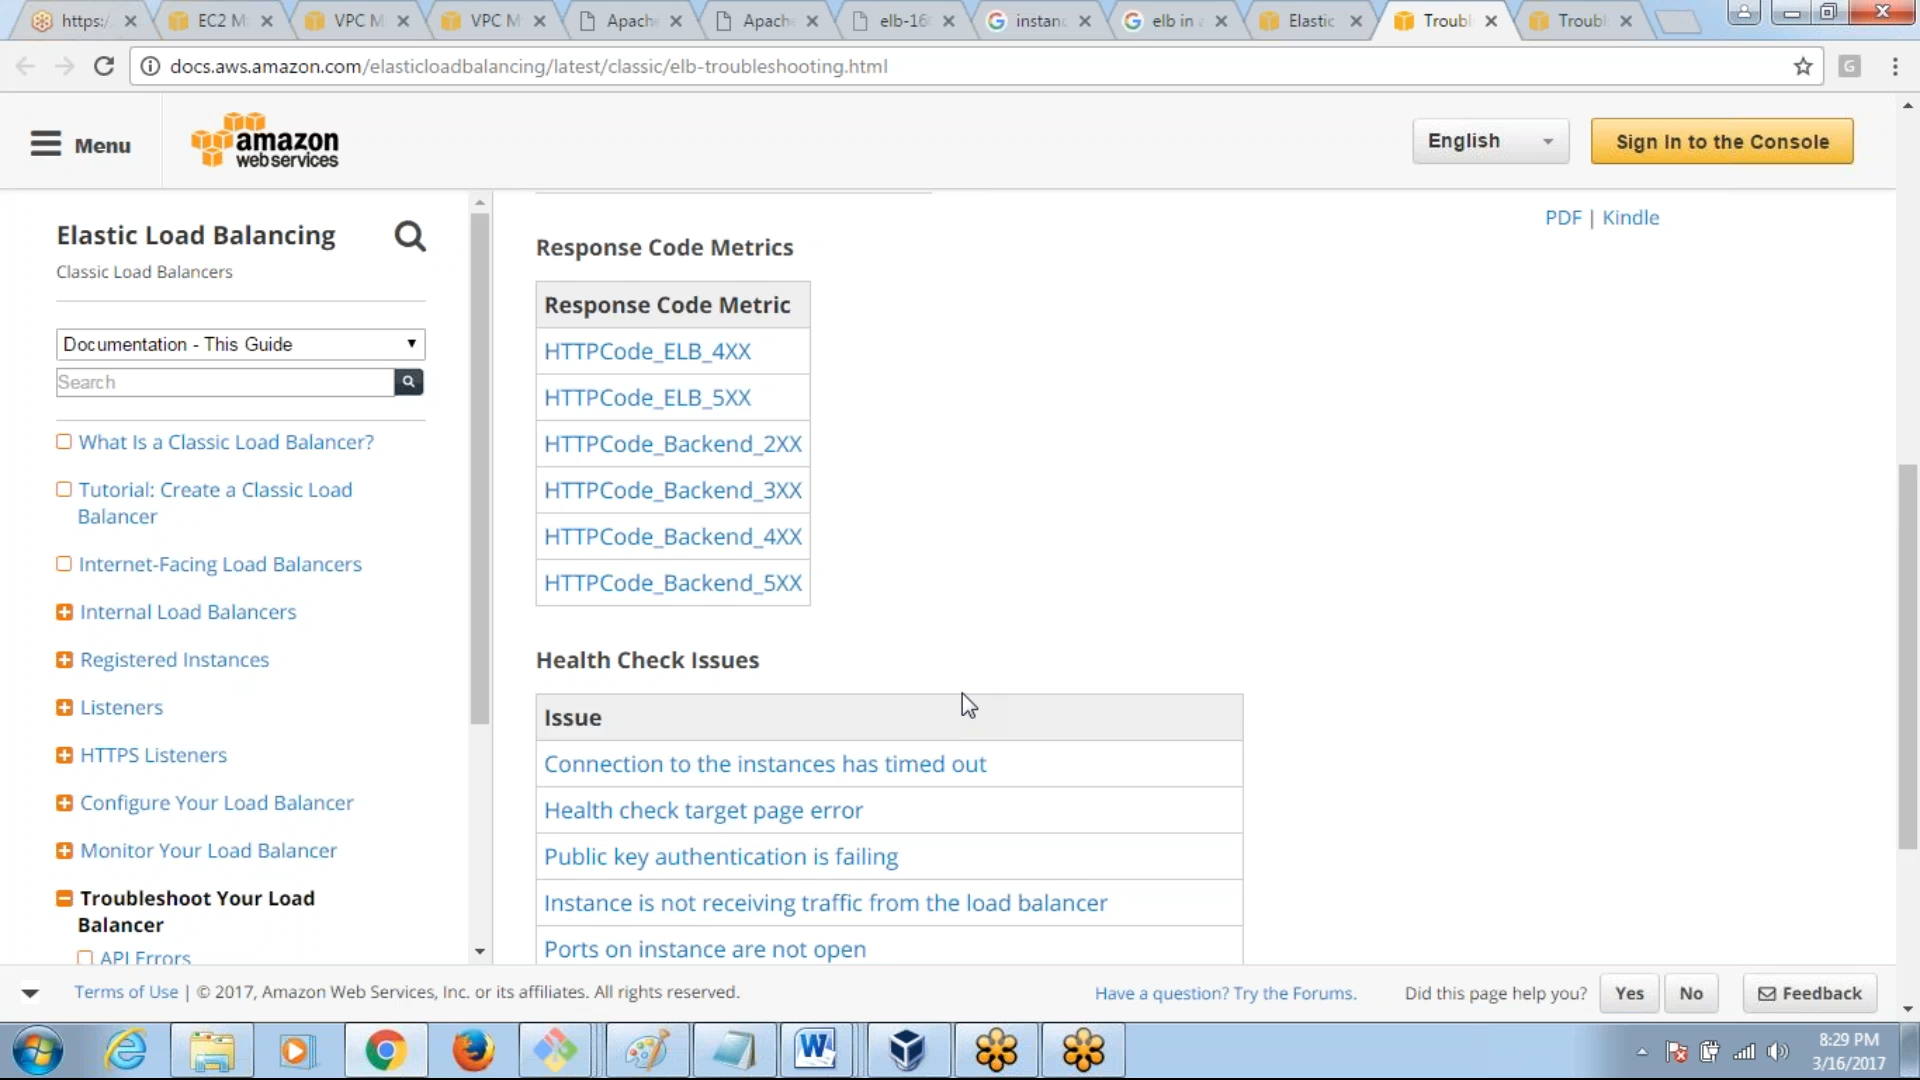 https:/
EC2 M
VPC M
VPC M
Apach
Apach
elb-16
instan
elb in
Elastic
Troubl
Troubl
docs.aws.amazon.com/elasticloadbalancing/latest/classic/elb-troubleshooting.html
G
Menu
amazon
web services
English
Sign In to the Console
PDF | Kindle
Elastic Load Balancing
Classic Load Balancers
Documentation - This Guide
Search
What Is a Classic Load Balancer?
Tutorial: Create a Classic Load
Balancer
Internet-Facing Load Balancers
Internal Load Balancers
Registered Instances
Listeners
HTTPS Listeners
Configure Your Load Balancer
Monitor Your Load Balancer
Troubleshoot Your Load
Balancer
API Errors
Response Code Metrics
Response Code Metric
HTTPCode_ELB_4XX
HTTPCode_ELB_5XX
HTTPCode_Backend_2XX
HTTPCode_Backend_3XX
HTTPCode_Backend_4XX
HTTPCode_Backend_5XX
Health Check Issues
Issue
Connection to the instances has timed out
Health check target page error
Public key authentication is failing
Instance is not receiving traffic from the load balancer
Ports on instance are not open
Terms of Use | © 2017, Amazon Web Services, Inc. or its affiliates. All rights reserved.
Have a question? Try the Forums.
Did this page help you?
Yes
No
Feedback
8:29 PM
3/16/2017